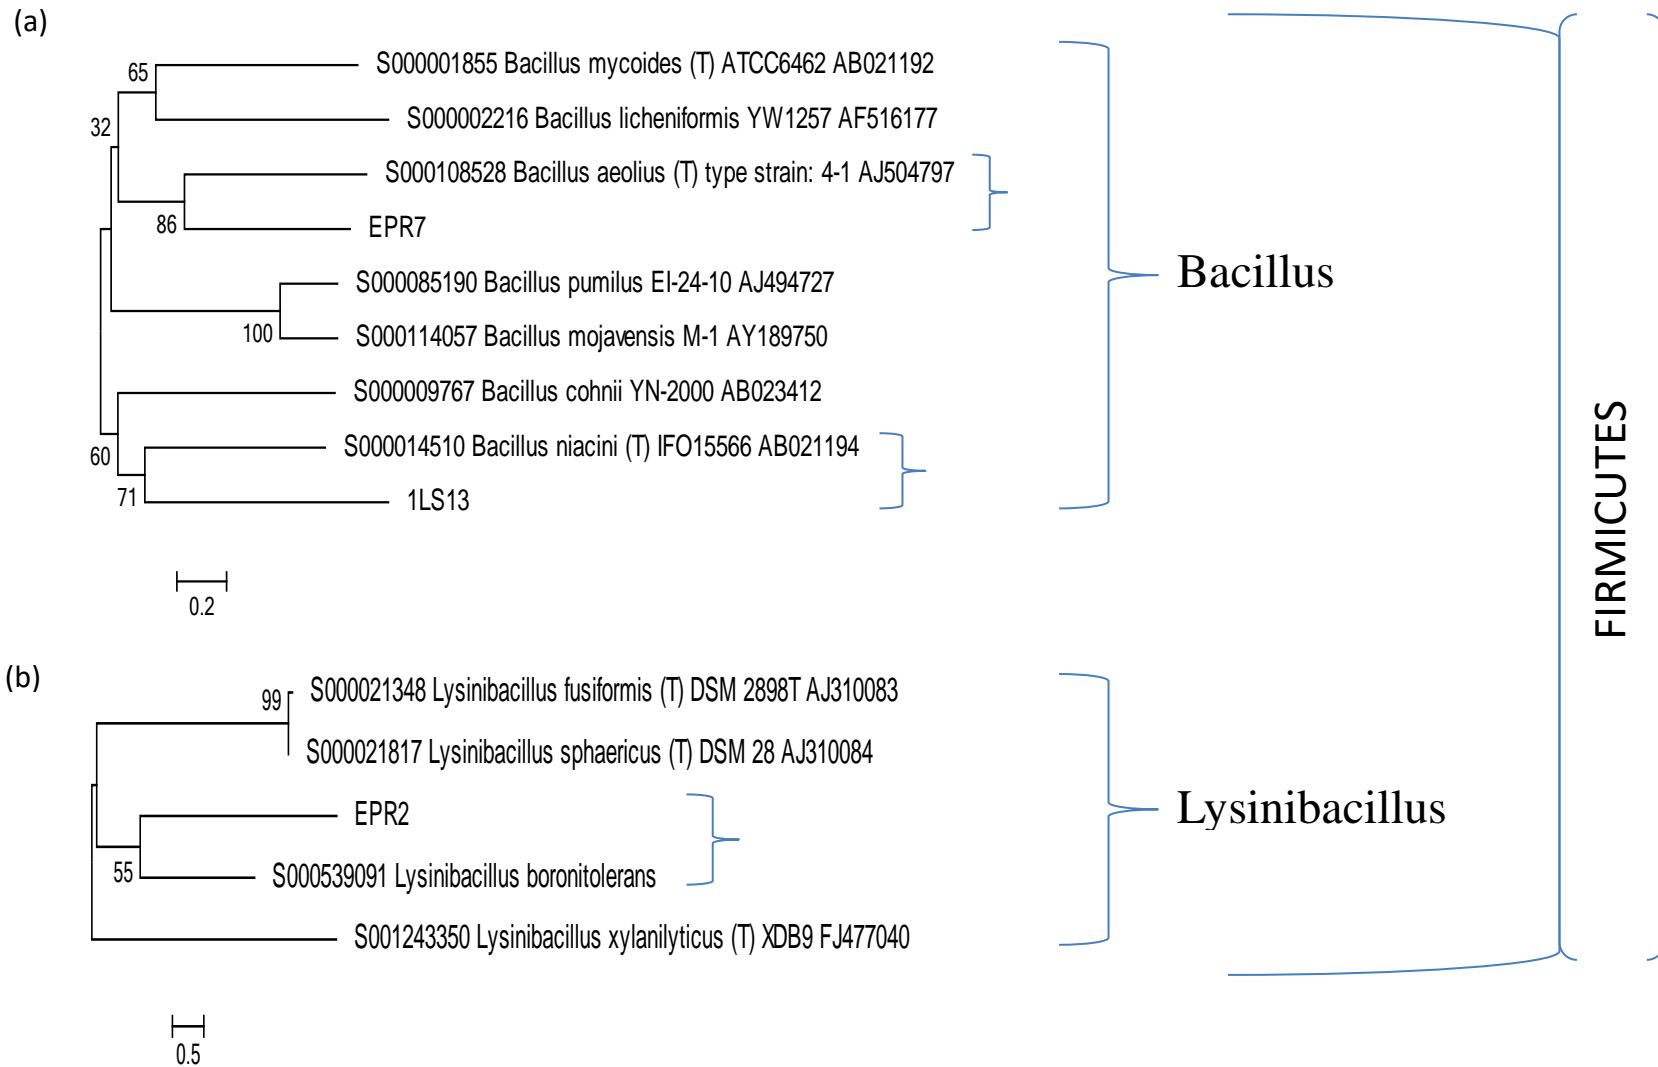 (a)
65
S000001855 Bacillus mycoides (T) ATCC6462 AB021192
S000002216 Bacillus licheniformis YW1257 AF516177
32
S000108528 Bacillus aeolius (T) type strain: 4-1 AJ504797
86
EPR7
Bacillus
S000085190 Bacillus pumilus EI-24-10 AJ494727
100
S000114057 Bacillus mojavensis M-1 AY189750
S000009767 Bacillus cohnii YN-2000 AB023412
60
S000014510 Bacillus niacini (T) IFO15566 AB021194
71
1LS13
0.2
FIRMICUTES
(b)
99
S000021348 Lysinibacillus fusiformis (T) DSM 2898T AJ310083
S000021817 Lysinibacillus sphaericus (T) DSM 28 AJ310084
EPR2
Lysinibacillus
55
S000539091 Lysinibacillus boronitolerans
S001243350 Lysinibacillus xylanilyticus (T) XDB9 FJ477040
0.5